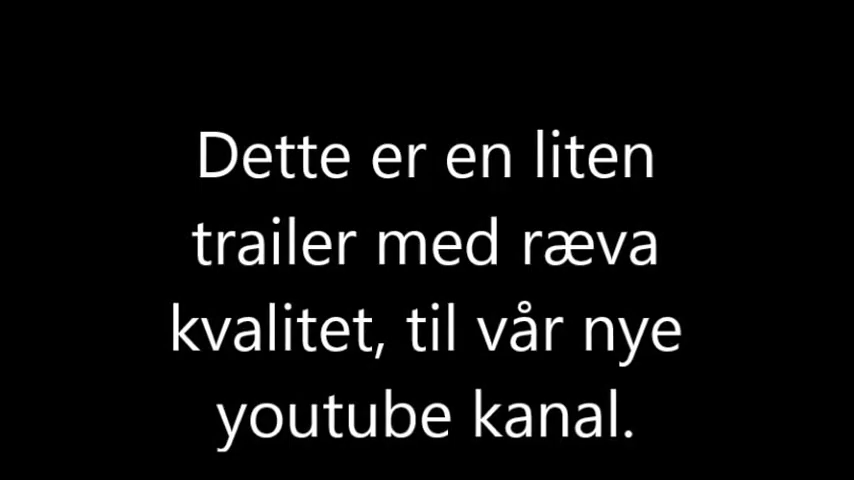 Dette er en liten
trailer med ræva
kvalitet, til vår nye
youtube kanal.